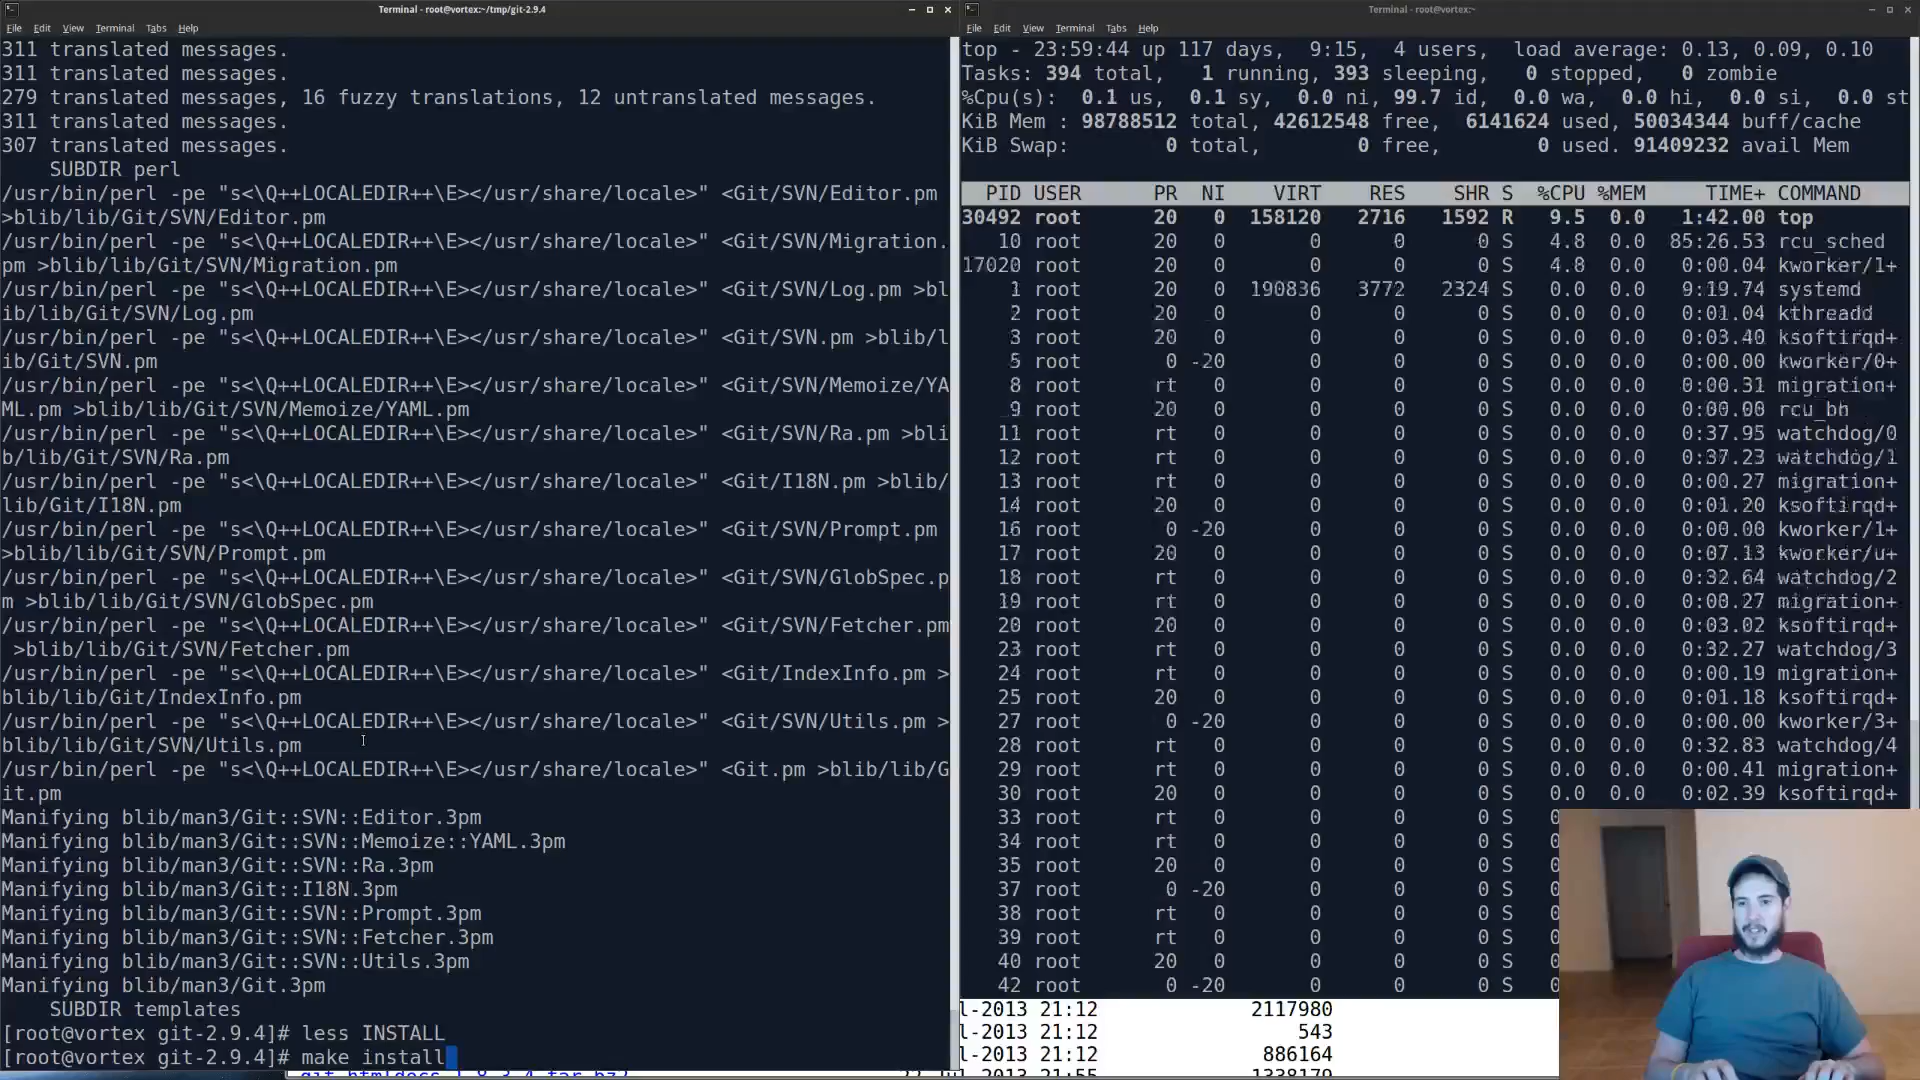 Terminal - root@vortex:~/tmp/git-2.9.4
File Edit View Terminal Tabs Help
311 translated messages.
311 translated messages.
279 translated messages, 16 fuzzy translations, 12 untranslated messages.
311 translated messages.
307 translated messages.
SUBDIR perl
/usr/bin/perl -pe "s<\Q++LOCALEDIR++\E></usr/share/locale>" <Git/SVN/Editor.pm
>blib/lib/Git/SVN/Editor.pm
/usr/bin/perl -pe "s<\Q++LOCALEDIR++\E></usr/share/locale>" <Git/SVN/Migration.
pm >blib/lib/Git/SVN/Migration.pm
/usr/bin/perl -pe "s<\Q++LOCALEDIR++\E></usr/share/locale>" <Git/SVN/Log.pm >bl
ib/lib/Git/SVN/Log.pm
/usr/bin/perl -pe "s<\Q++LOCALEDIR++\E></usr/share/locale>" <Git/SVN.pm >blib/l
ib/Git/SVN.pm
/usr/bin/perl -pe "s<\Q++LOCALEDIR++\E></usr/share/locale>" <Git/SVN/Memoize/YA
ML.pm >blib/lib/Git/SVN/Memoize/YAML.pm
/usr/bin/perl -pe "s<\Q++LOCALEDIR++\E></usr/share/locale>" <Git/SVN/Ra.pm >bli
b/lib/Git/SVN/Ra.pm
/usr/bin/perl -pe "s<\Q++LOCALEDIR++\E></usr/share/locale>" <Git/I18N.pm >blib/
lib/Git/I18N.pm
/usr/bin/perl -pe "s<\Q++LOCALEDIR++\E></usr/share/locale>" <Git/SVN/Prompt.pm
>blib/lib/Git/SVN/Prompt.pm
/usr/bin/perl -pe "s<\Q++LOCALEDIR++\E></usr/share/locale>" <Git/SVN/GlobSpec.p
m >blib/lib/Git/SVN/GlobSpec.pm
/usr/bin/perl -pe "s<\Q++LOCALEDIR++\E></usr/share/locale>" <Git/SVN/Fetcher.pm
>blib/lib/Git/SVN/Fetcher.pm
/usr/bin/perl -pe "s<\Q++LOCALEDIR++\E></usr/share/locale>" <Git/IndexInfo.pm >
blib/lib/Git/IndexInfo.pm
/usr/bin/perl -pe "s<\Q++LOCALEDIR++\E></usr/share/locale>" <Git/SVN/Utils.pm >
blib/lib/Git/SVN/Utils.pm
/usr/bin/perl -pe "s<\Q++LOCALEDIR++\E></usr/share/locale>" <Git.pm >blib/lib/G
it.pm
Manifying blib/man3/Git::SVN::Editor.3pm
Manifying blib/man3/Git::SVN::Memoize::YAML.3pm
Manifying blib/man3/Git::SVN::Ra.3pm
Manifying blib/man3/Git::I18N.3pm
Manifying blib/man3/Git::SVN::Prompt.3pm
Manifying blib/man3/Git::SVN::Fetcher.3pm
Manifying blib/man3/Git::SVN::Utils.3pm
Manifying blib/man3/Git.3pm
SUBDIR templates
[root@vortex git-2.9.4]# less INSTALL
[root@vortex git-2.9.4]# make install
Terminal - root@vortex:~
File Edit View Terminal Tabs Help
top - 23:59:44 up 117 days, 9:15, 4 users, load average: 0.13, 0.09, 0.10
Tasks: 394 total, 1 running, 393 sleeping, 0 stopped, 0 zombie
%Cpu(s): 0.1 us, 0.1 sy, 0.0 ni, 99.7 id, 0.0 wa, 0.0 hi, 0.0 si, 0.0 st
KiB Mem : 98788512 total, 42612548 free, 6141624 used, 50034344 buff/cache
KiB Swap: 0 total, 0 free, 0 used. 91409232 avail Mem
PID USER PR NI VIRT RES SHR S %CPU %MEM TIME+ COMMAND
30492 root 20 0 158120 2716 1592 R 9.5 0.0 1:42.00 top
10 root 20 0 0 0 0 S 4.8 0.0 85:26.53 rcu_sched
17020 root 20 0 0 0 0 S 4.8 0.0 0:00.04 kworker/1+
1 root 20 0 190836 3772 2324 S 0.0 0.0 9:19.74 systemd
2 root 20 0 0 0 0 S 0.0 0.0 0:01.04 kthreadd
3 root 20 0 0 0 0 S 0.0 0.0 0:03.40 ksoftirqd+
5 root 0 -20 0 0 0 S 0.0 0.0 0:00.00 kworker/0+
8 root rt 0 0 0 0 S 0.0 0.0 0:00.31 migration+
9 root 20 0 0 0 0 S 0.0 0.0 0:00.00 rcu_bh
11 root rt 0 0 0 0 S 0.0 0.0 0:37.95 watchdog/0
12 root rt 0 0 0 0 S 0.0 0.0 0:37.23 watchdog/1
13 root rt 0 0 0 0 S 0.0 0.0 0:00.27 migration+
14 root 20 0 0 0 0 S 0.0 0.0 0:01.20 ksoftirqd+
16 root 0 -20 0 0 0 S 0.0 0.0 0:00.00 kworker/1+
17 root 20 0 0 0 0 S 0.0 0.0 0:07.13 kworker/u+
18 root rt 0 0 0 0 S 0.0 0.0 0:32.64 watchdog/2
19 root rt 0 0 0 0 S 0.0 0.0 0:00.27 migration+
20 root 20 0 0 0 0 S 0.0 0.0 0:03.02 ksoftirqd+
23 root rt 0 0 0 0 S 0.0 0.0 0:32.27 watchdog/3
24 root rt 0 0 0 0 S 0.0 0.0 0:00.19 migration+
25 root 20 0 0 0 0 S 0.0 0.0 0:01.18 ksoftirqd+
27 root 0 -20 0 0 0 S 0.0 0.0 0:00.00 kworker/3+
28 root rt 0 0 0 0 S 0.0 0.0 0:32.83 watchdog/4
29 root rt 0 0 0 0 S 0.0 0.0 0:00.41 migration+
30 root 20 0 0 0 0 S 0.0 0.0 0:02.39 ksoftirqd+
33 root 0 -20 0 0 0 S
34 root rt 0 0 0 0 S
35 root 20 0 0 0 0 S
37 root 0 -20 0 0 0 S
38 root rt 0 0 0 0 S
39 root rt 0 0 0 0 S
40 root 20 0 0 0 0 S
42 root 0 -20 0 0 0 S
l-2013 21:12 2117980
l-2013 21:12 543
l-2013 21:12 886164
l-2013 21:55 1338179